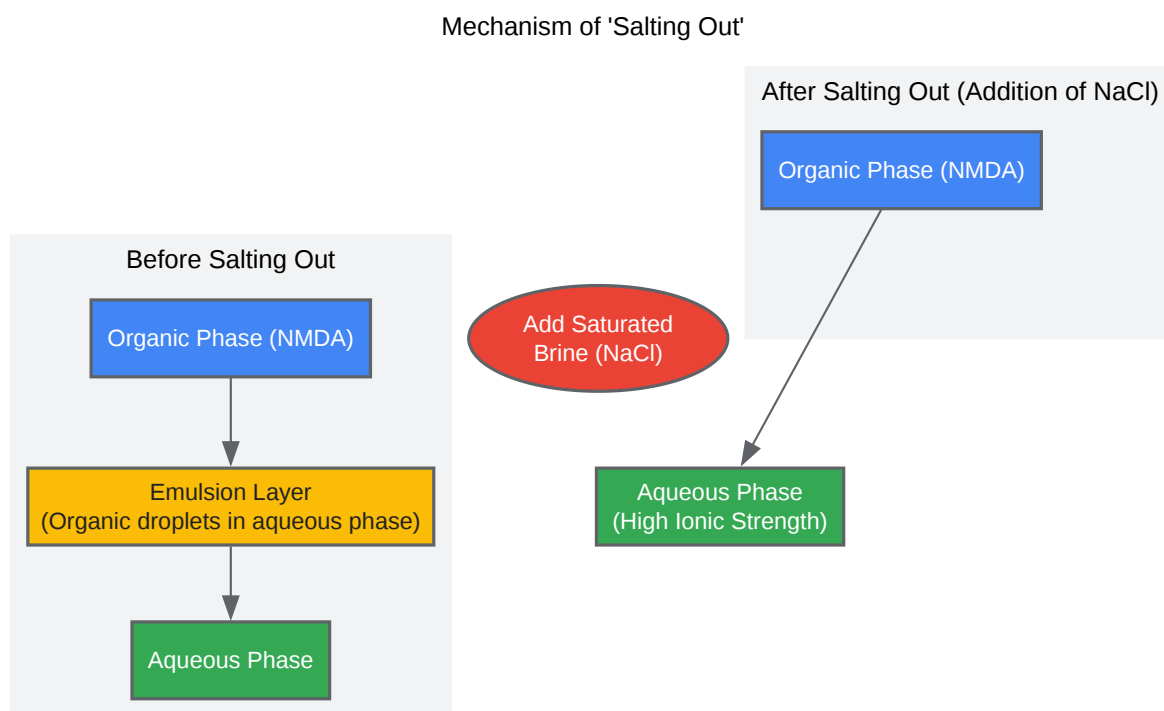 Mechanism of 'Salting Out'
Before Salting Out
Organic Phase (NMDA)
Emulsion Layer
(Organic droplets in aqueous phase)
Aqueous Phase
Add Saturated
Brine (NaCl)
After Salting Out (Addition of NaCl)
Organic Phase (NMDA)
Aqueous Phase
(High Ionic Strength)